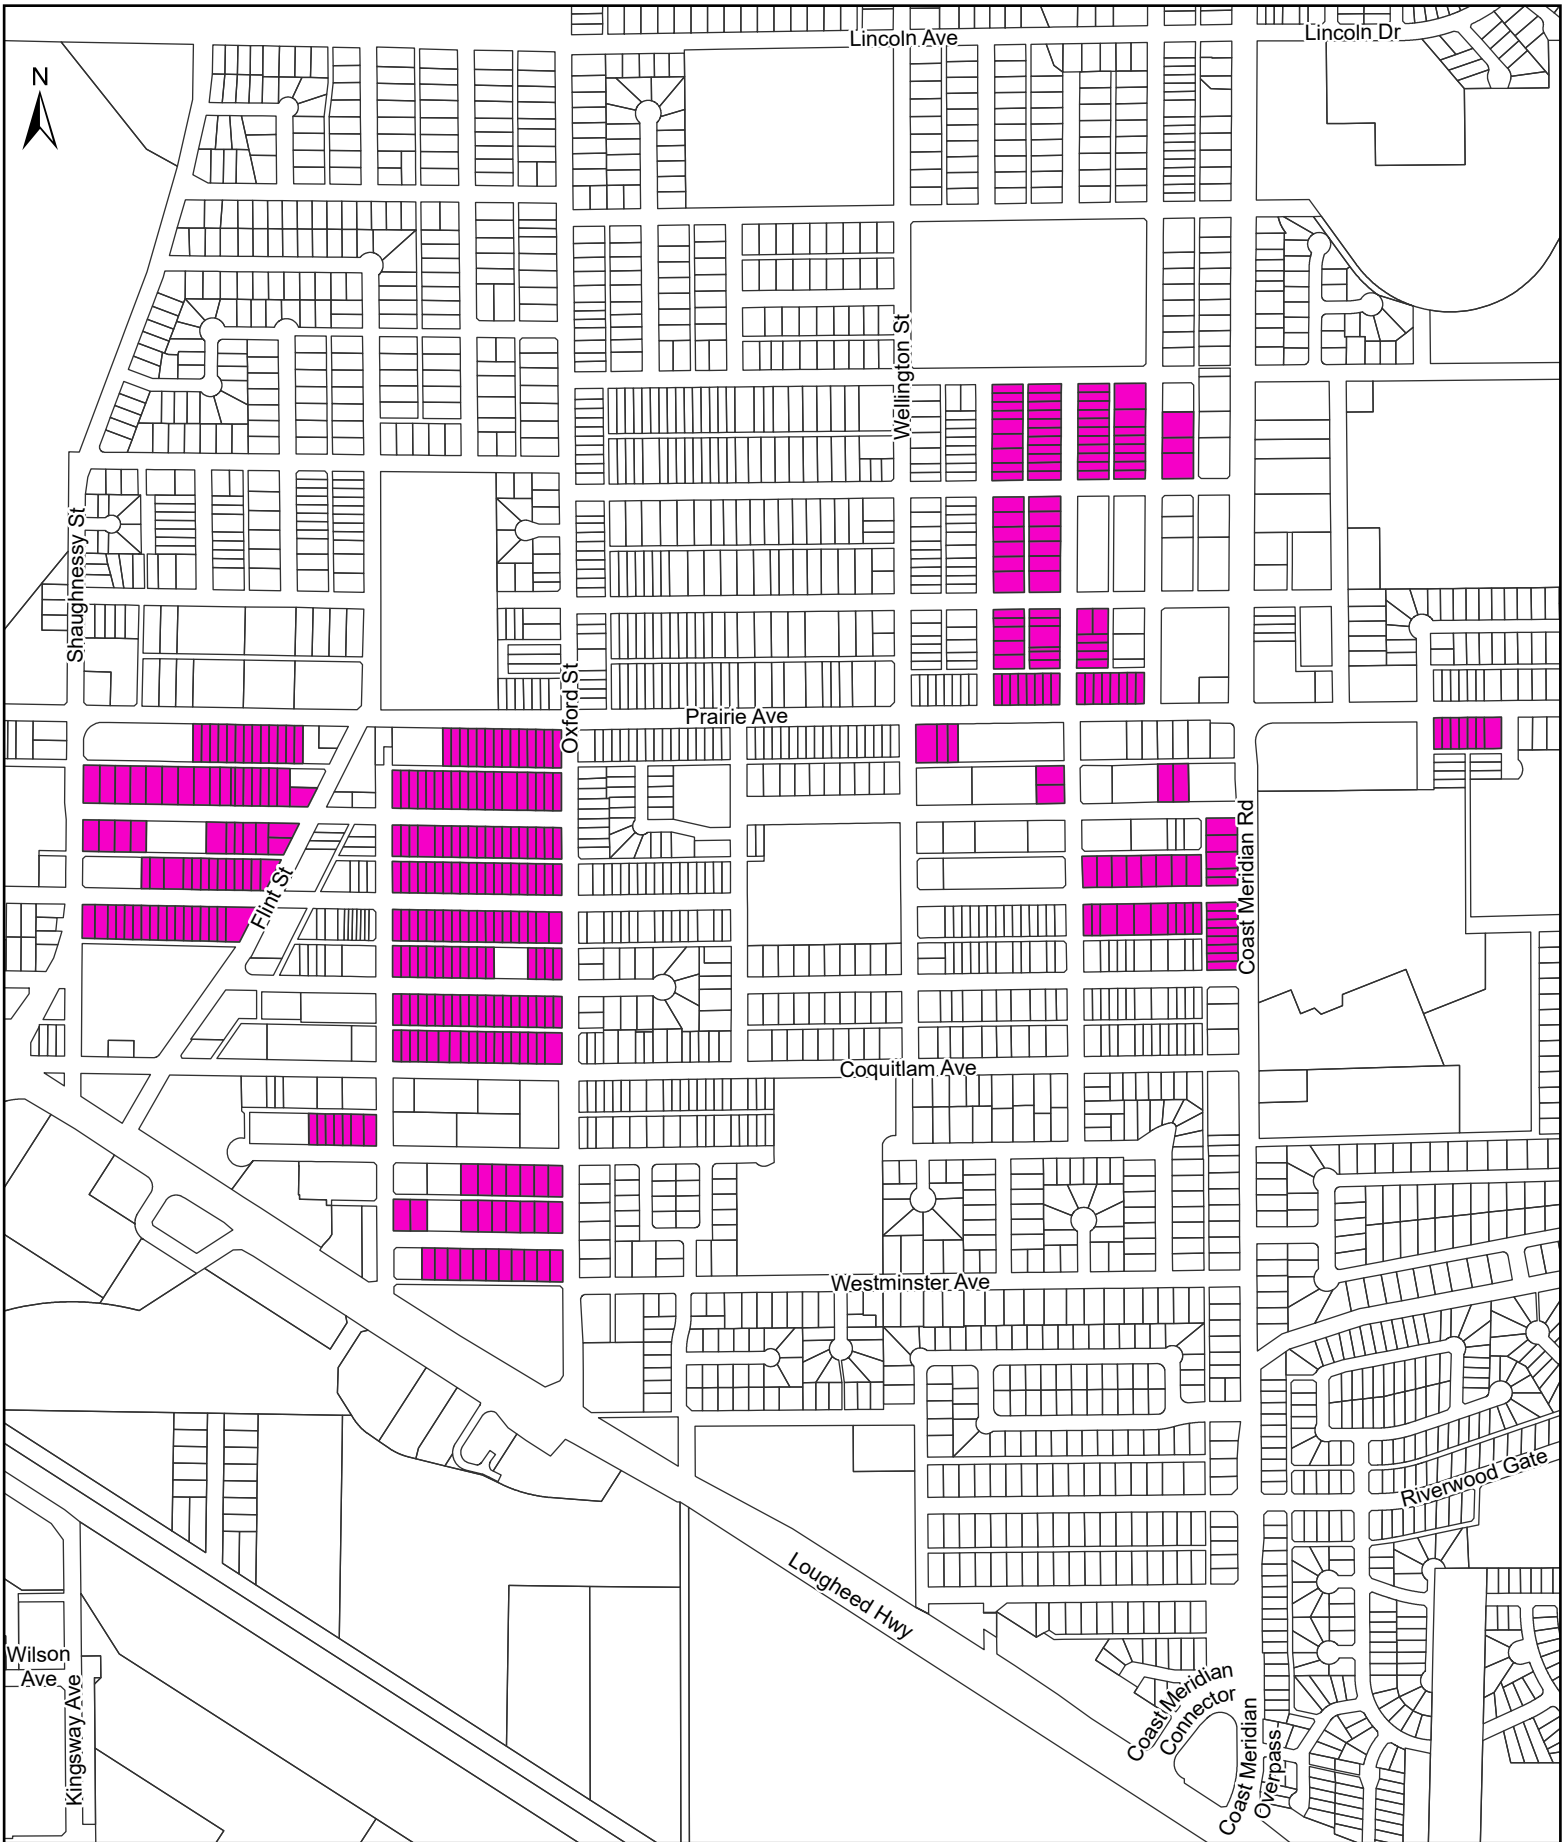 Lincoln Ave
Lincoln Dr
N
Wellington St
Shaughnessy St
Oxford St
Prairie Ave
Coast Meridian Rd
Flint St
Coquitlam Ave
Westminster Ave
Riverwood Gate
Lougheed Hwy
Wilson
Ave
Kingsway Ave
Coast Meridian
Connector
Coast Meridian
Overpass